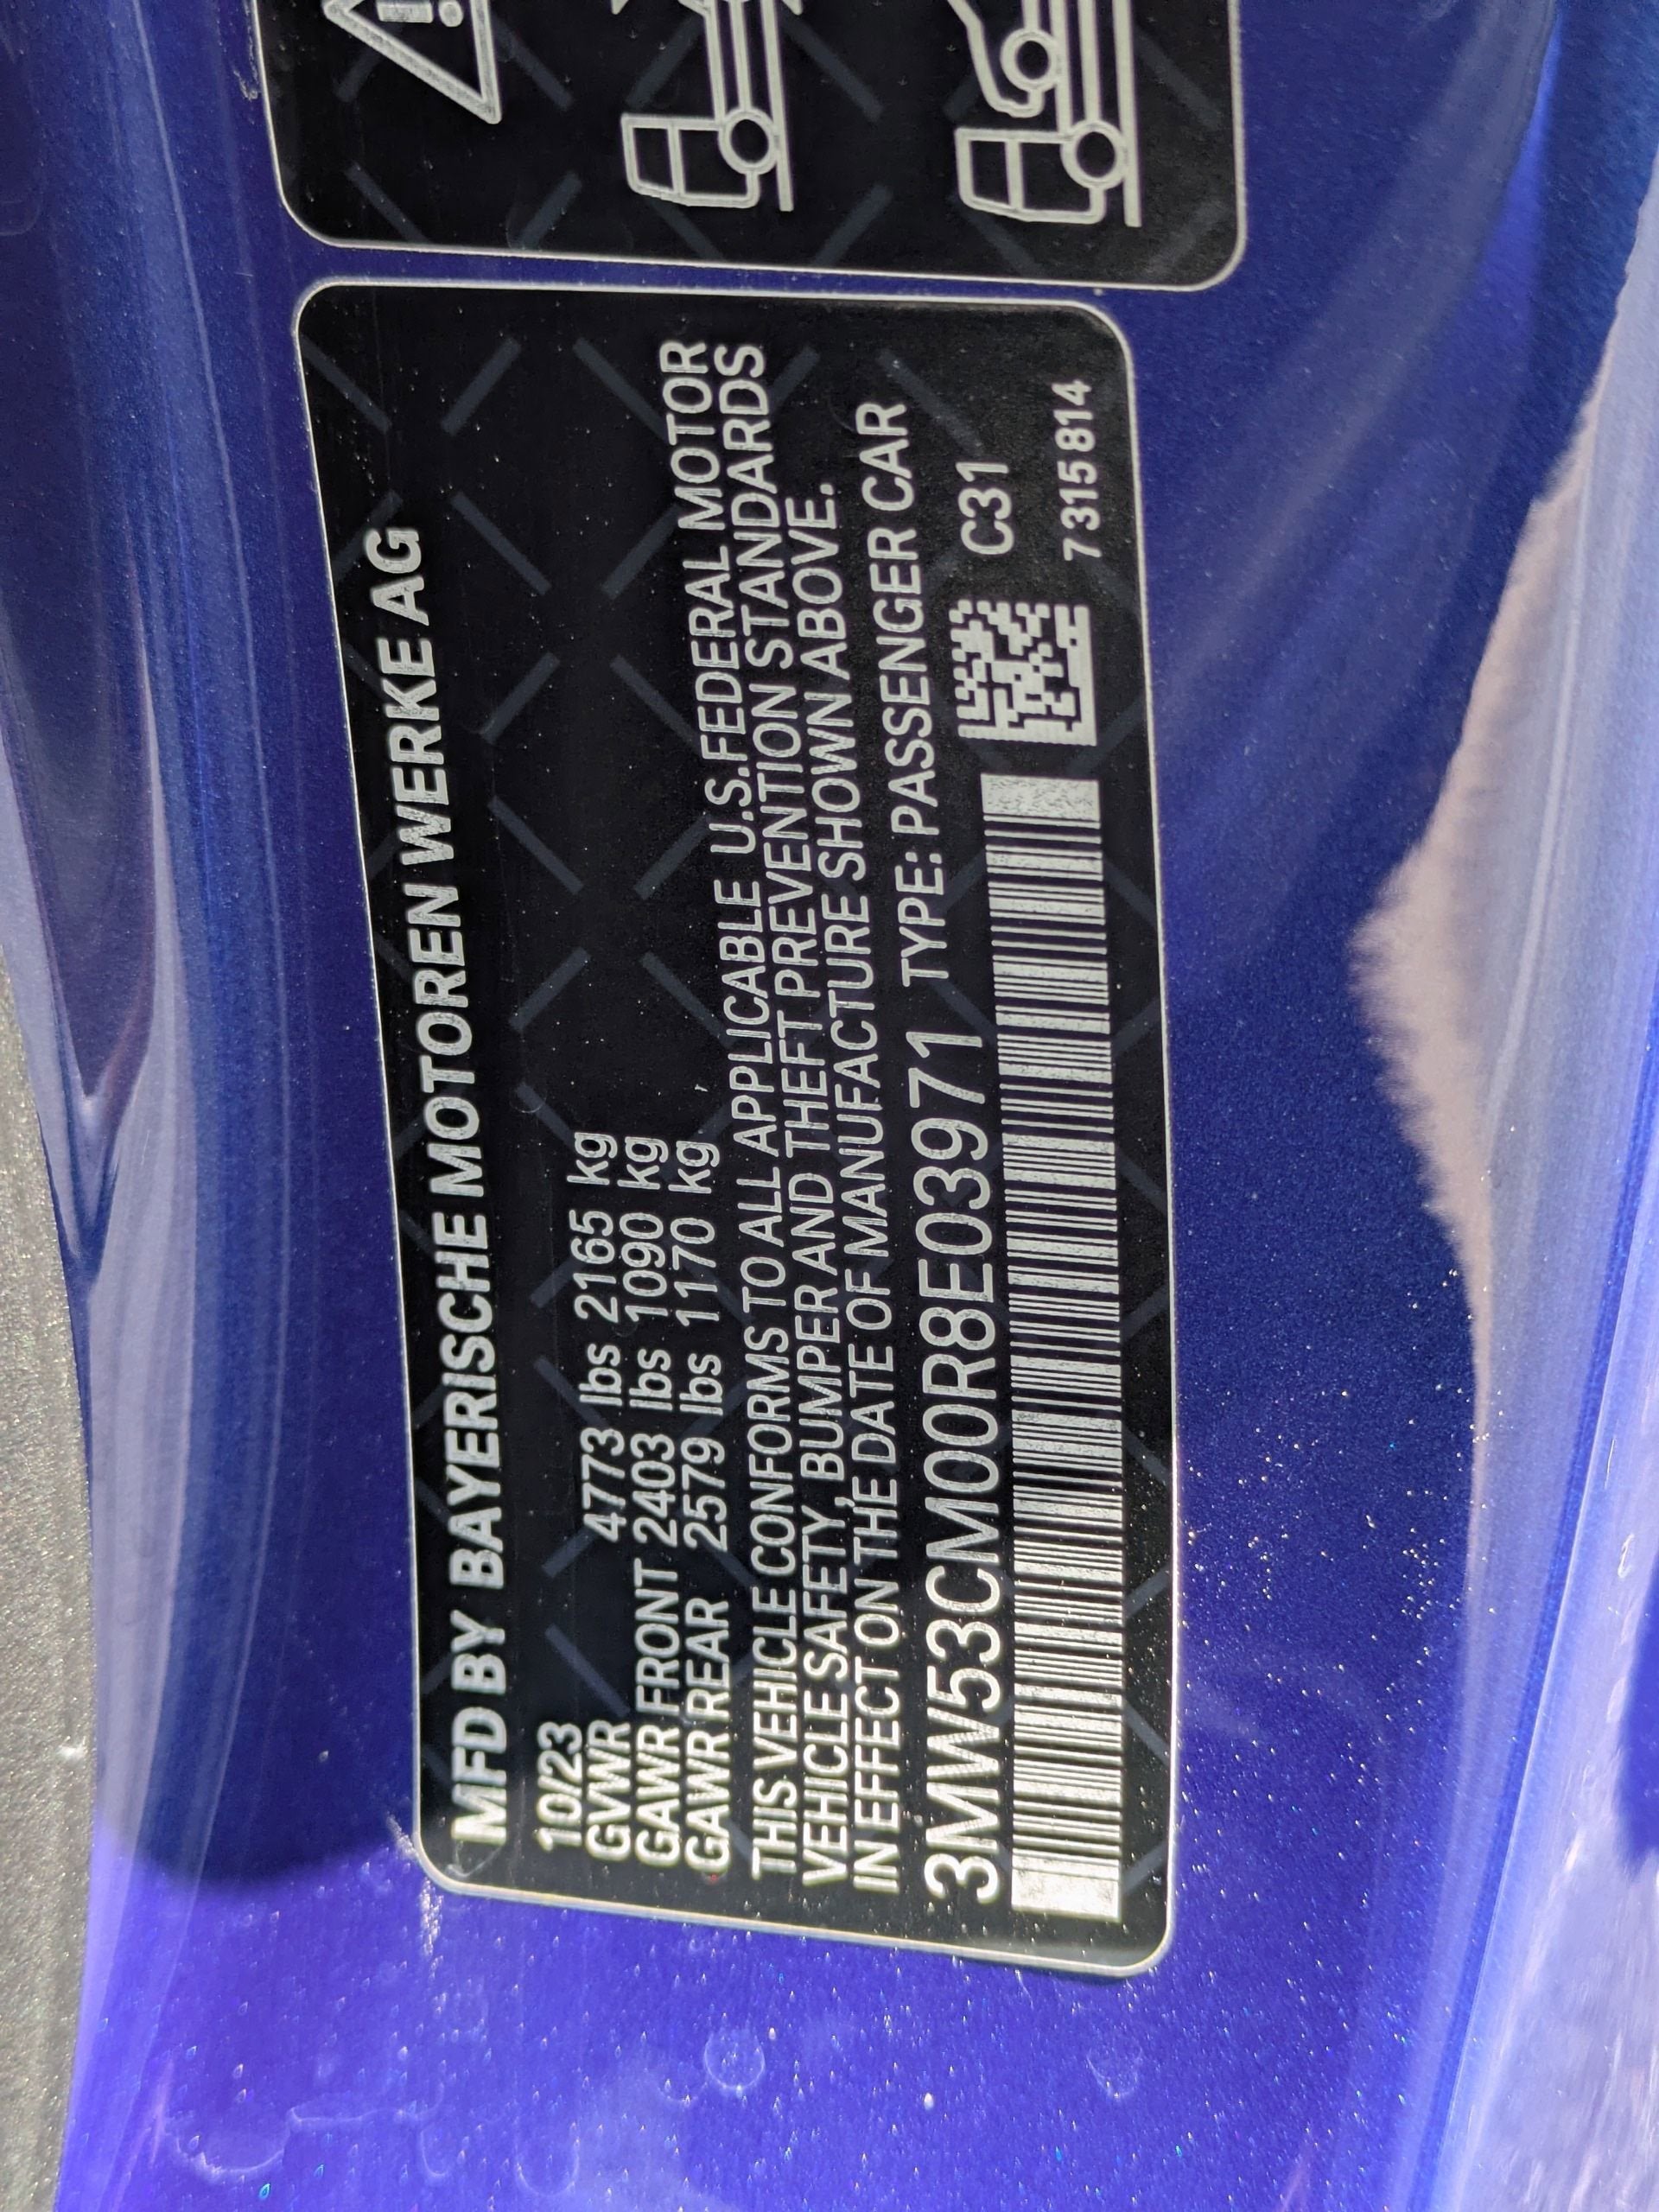 MFD BY BAYERISCHE MOTOREN WERKE AG
10/23
GVWR 4773 lbs 2165 kg
GAWR FRONT 2403 lbs 1090 kg
GAWR REAR 2579 lbs 1170 kg
THIS VEHICLE CONFORMS TO ALL APPLICABLE U.S.FEDERAL MOTOR
VEHICLE SAFETY, BUMPER AND THEFT PREVENTION STANDARDS
IN EFFECT ON THE DATE OF MANUFACTURE SHOWN ABOVE.
3MW53CM00R8E03971 TYPE: PASSENGER CAR
C31
7315814